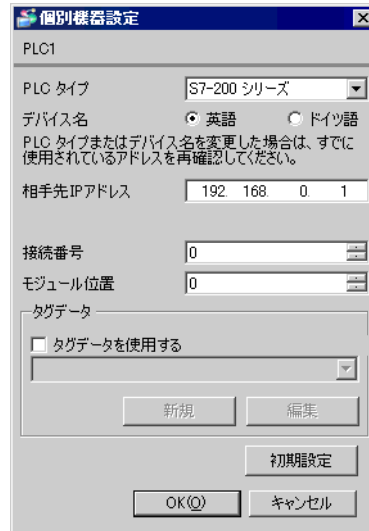 個別機器設定
PLC1
PLC タイプ S7-200 シリーズ
デバイス名 英語 ドイツ語
PLC タイプまたはデバイス名を変更した場合は、すでに
使用されているアドレスを再確認してください。
相手先IPアドレス 192. 168. 0. 1
接続番号 0
モジュール位置 0
タグデータ
タグデータを使用する
新規 編集
初期設定
OK(O) キャンセル